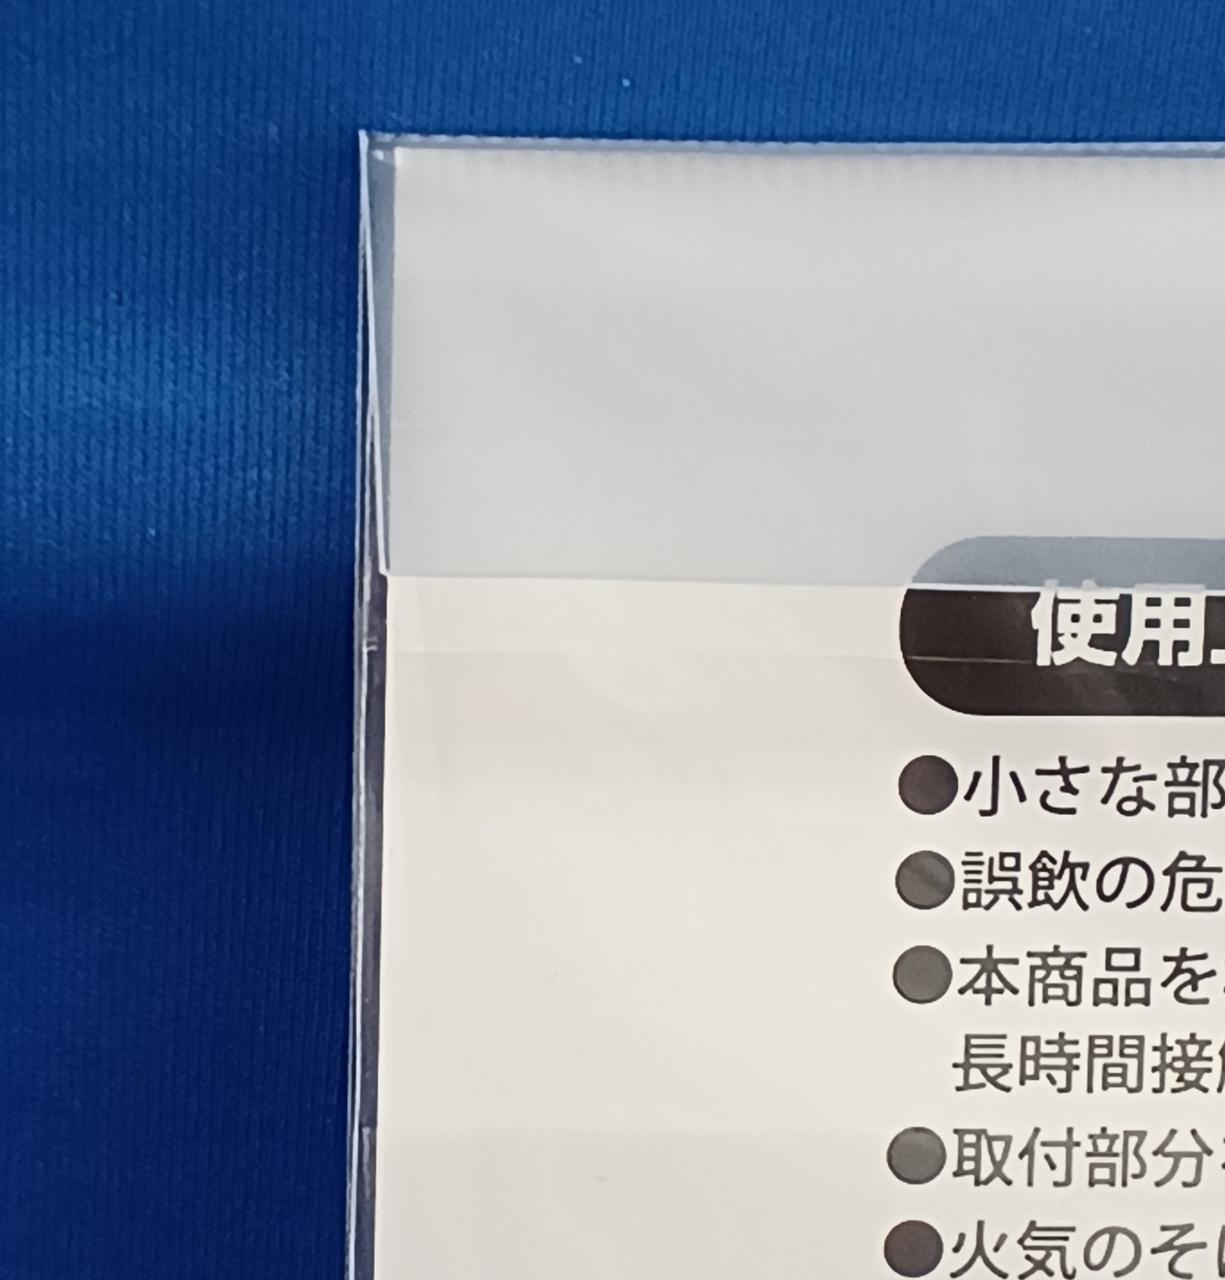 使用上
●小さな部
●誤飲の危
●本商品を
長時間接
●取付部分
●火気のそ